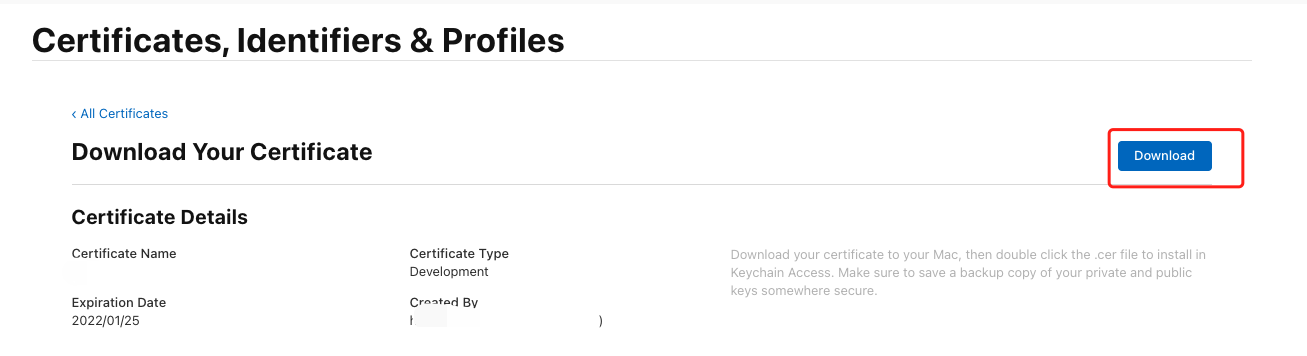 Certificates, Identifiers & Profiles
‹ All Certificates
Download Your Certificate
Download
Certificate Details
Certificate Name
Certificate Type
Development
Download your certificate to your Mac, then double click the .cer file to install in
Keychain Access. Make sure to save a backup copy of your private and public
keys somewhere secure.
Expiration Date
2022/01/25
Created By
)